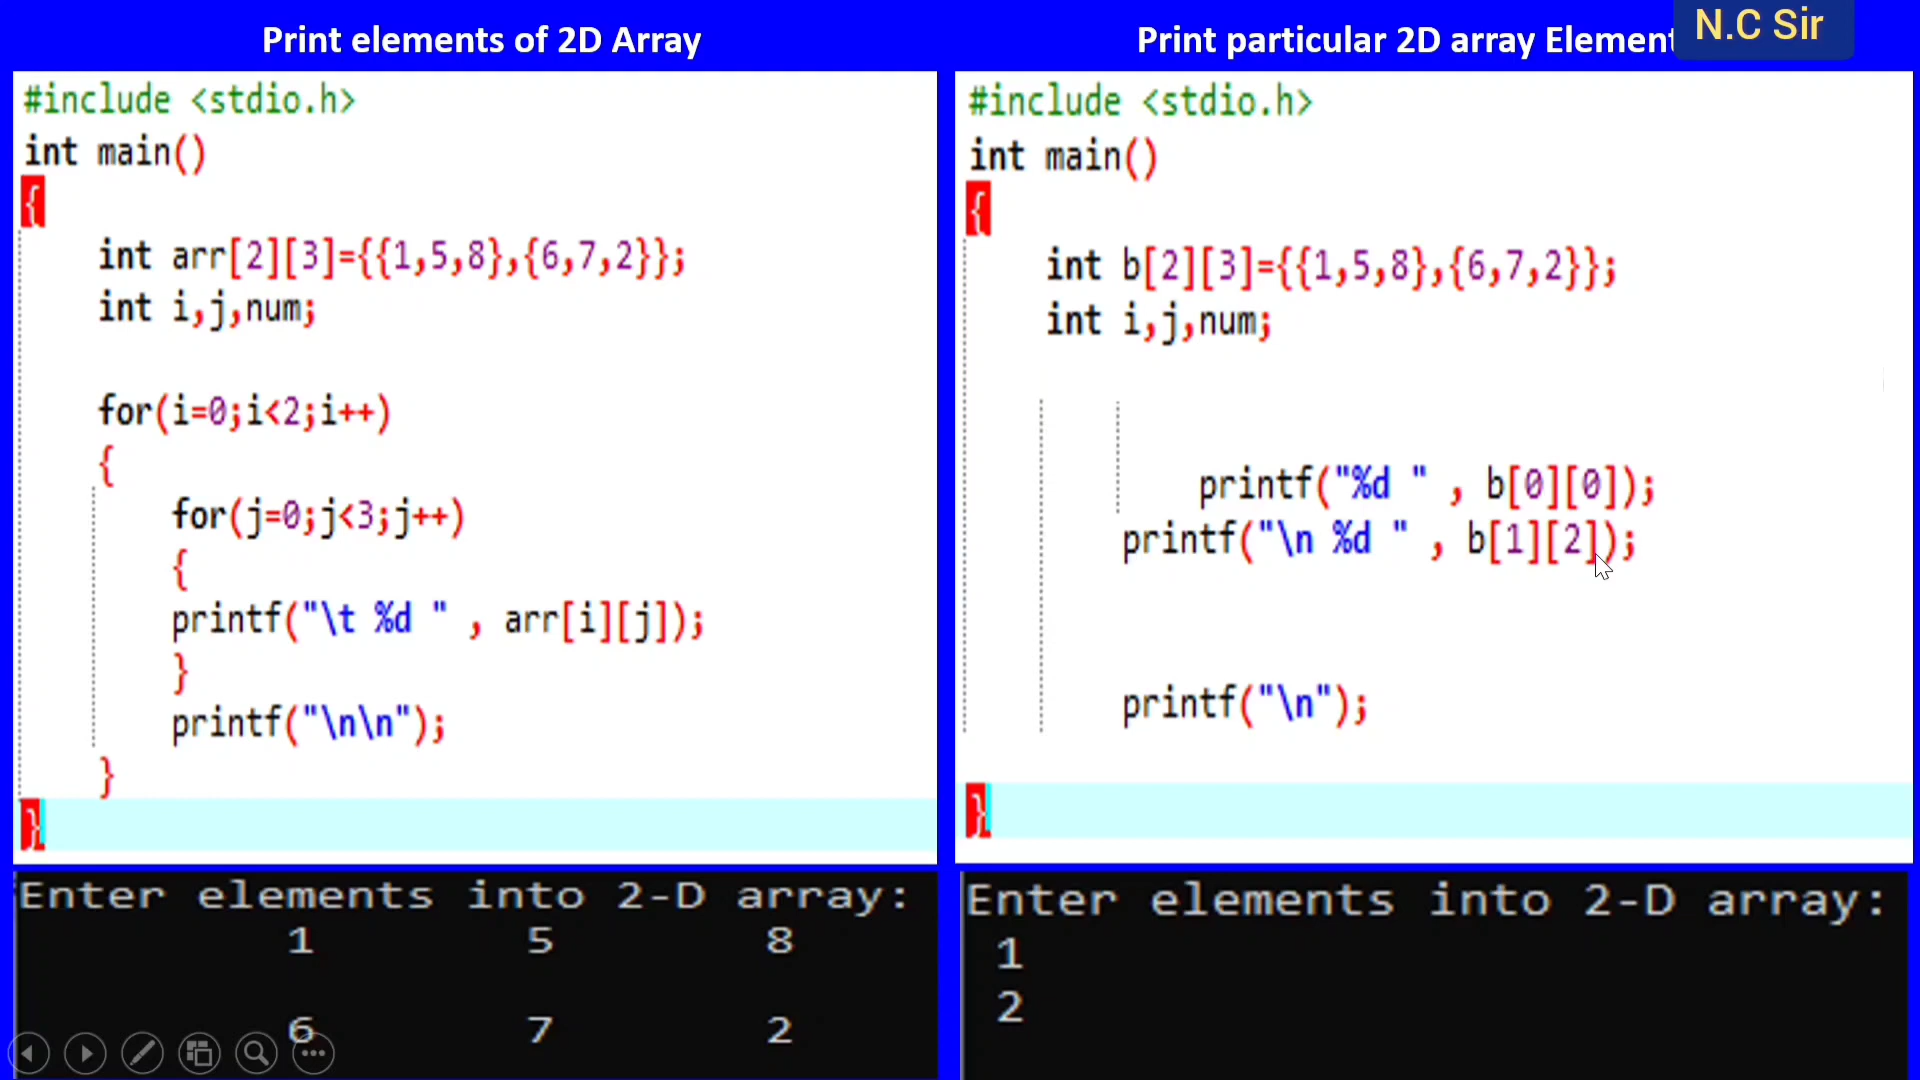 Print elements of 2D Array
#include <stdio.h>
int main()
{
int arr[2][3]={{1,5,8},{6,7,2}};
int i,j,num;
for(i=0;i<2;i++)
{
for(j=0;j<3;j++)
{
printf("\t %d " , arr[i][j]);
}
printf("\n\n");
}
}
Enter elements into 2-D array:
1 5 8
6 7 2
Print particular 2D array Element
N.C Sir
#include <stdio.h>
int main()
{
int b[2][3]={{1,5,8},{6,7,2}};
int i,j,num;
printf("%d " , b[0][0]);
printf("\n %d " , b[1][2]);
printf("\n");
}
Enter elements into 2-D array:
1
2